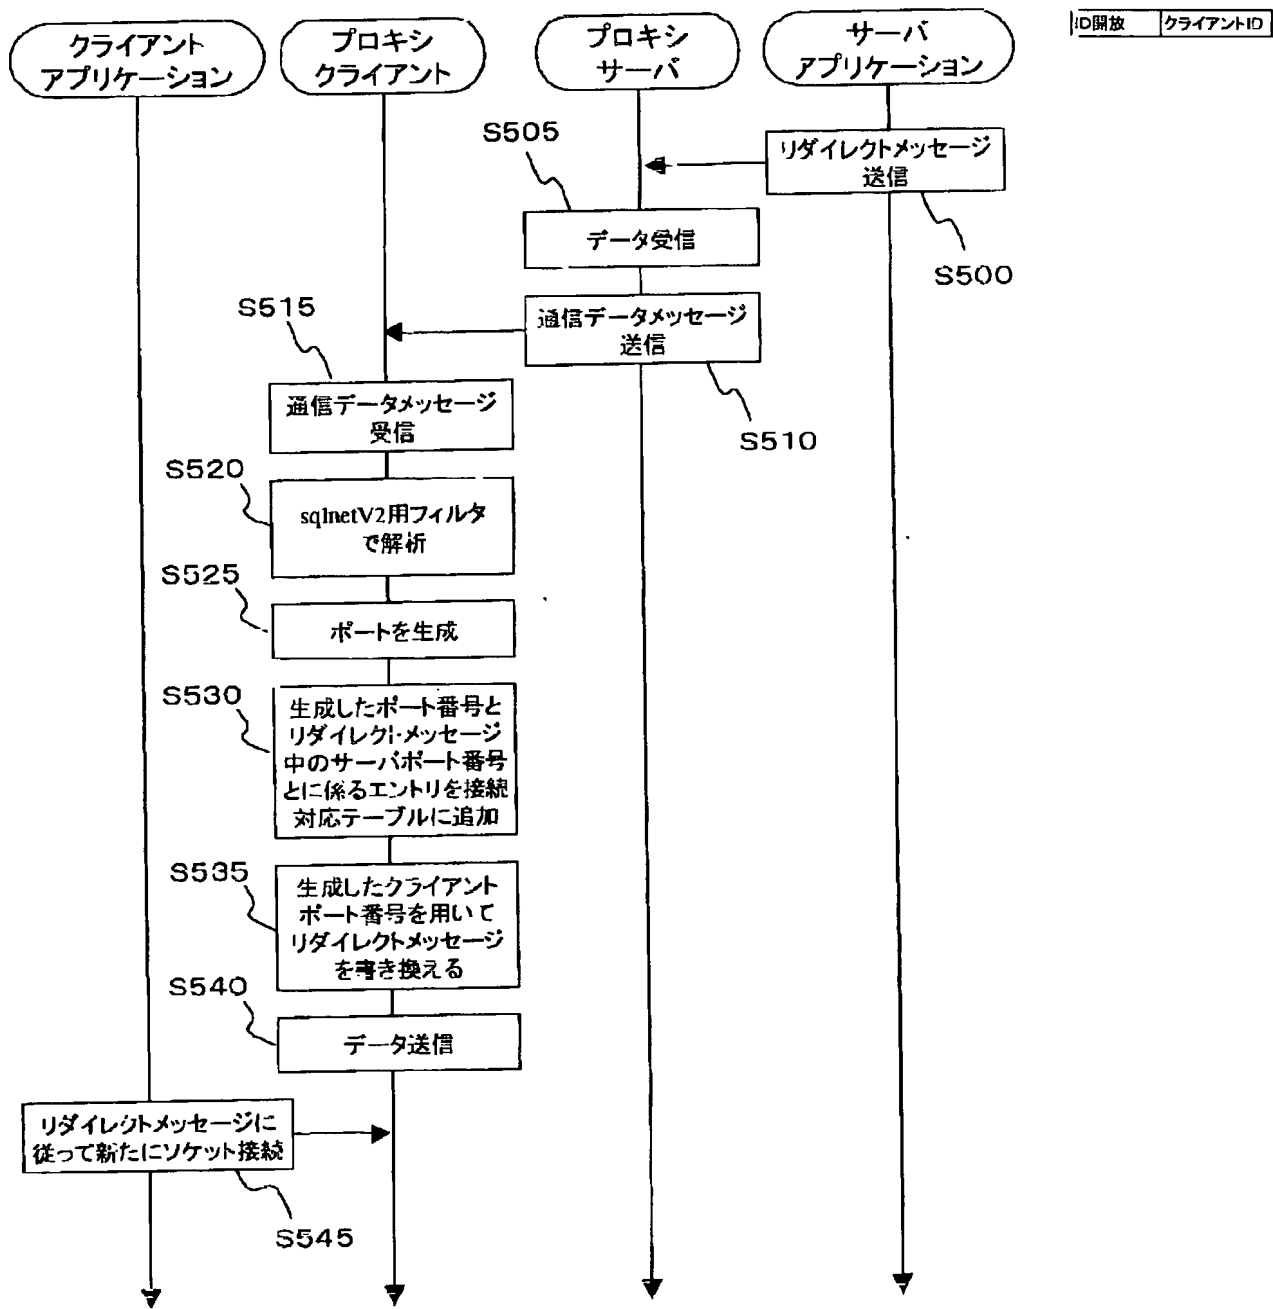 クライアント
アプリケーション
プロキシ
クライアント
プロキシ
サーバ
サーバ
アプリケーション
ID開放
クライアントID
S505
リダイレクトメッセージ
送信
データ受信
S500
S515
通信データメッセージ
送信
通信データメッセージ
受信
S510
S520
sqlnetV2用フィルタ
で解析
S525
ポートを生成
S530
生成したポート番号と
リダイレクトメッセージ
中のサーバポート番号
とに係るエントリを接続
対応テーブルに追加
S535
生成したクライアント
ポート番号を用いて
リダイレクトメッセージ
を書き換える
S540
データ送信
リダイレクトメッセージに
従って新たにソケット接続
S545